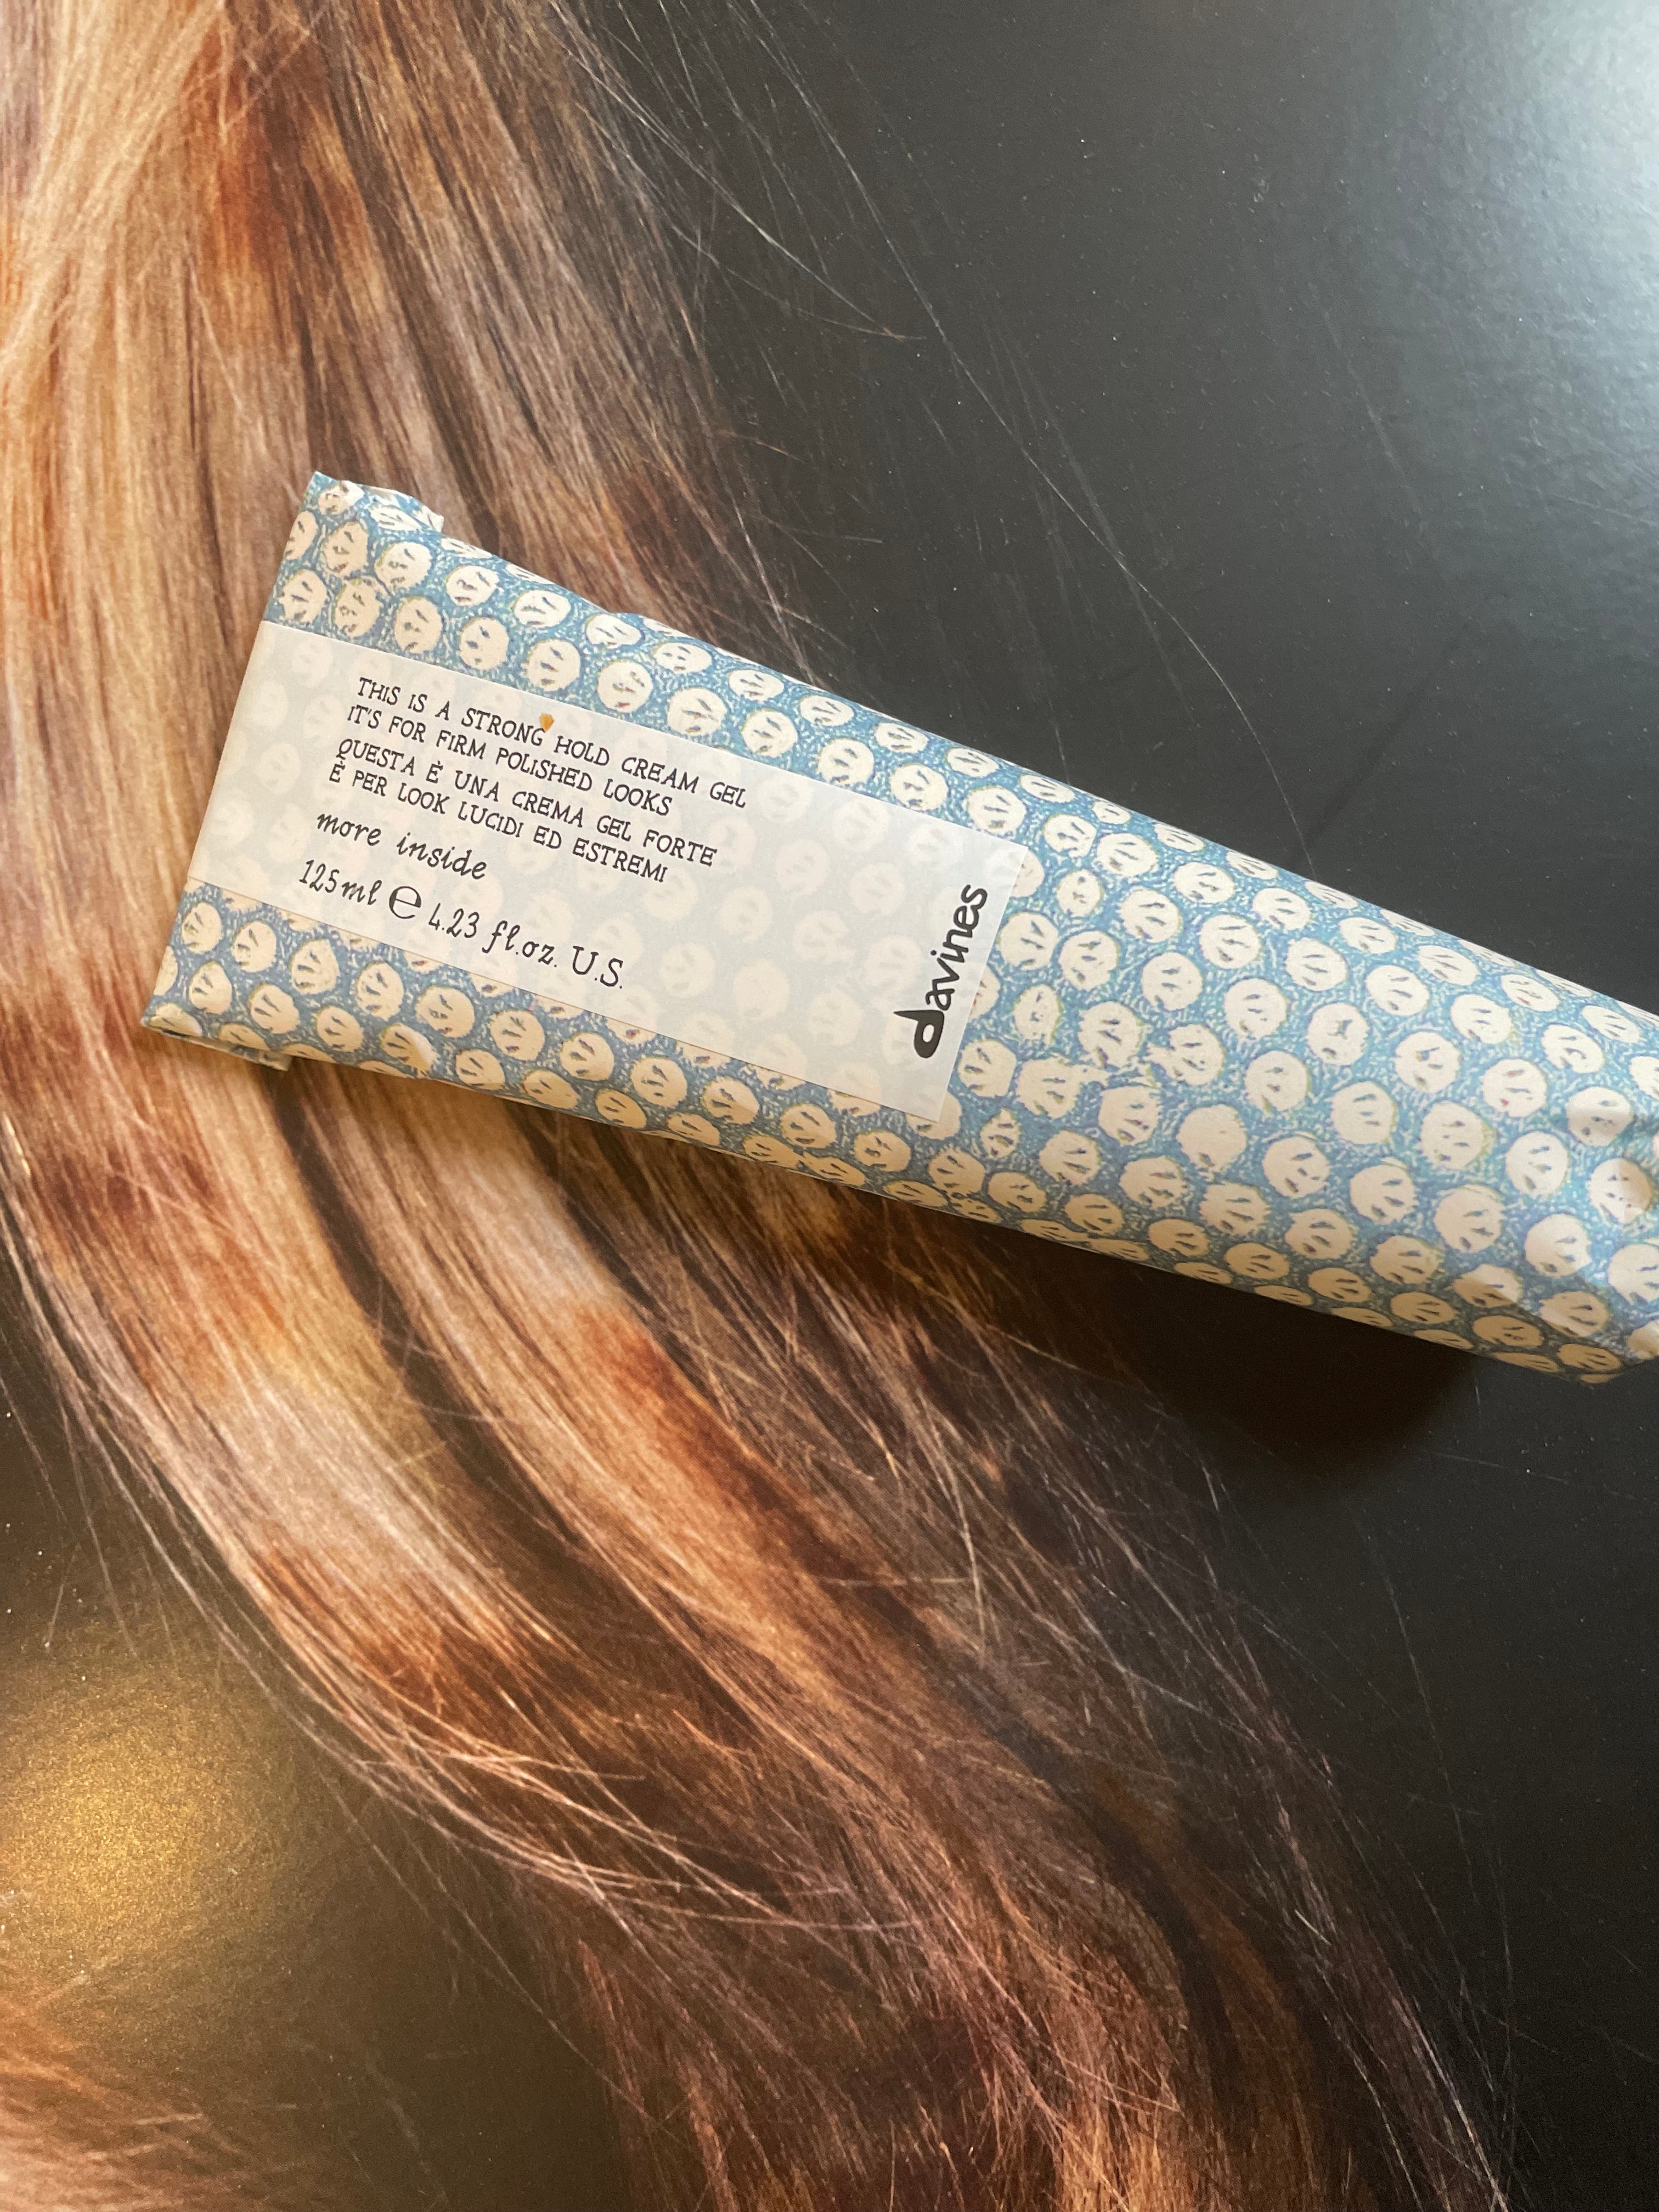 THIS IS A STRONG HOLD CREAM GEL
IT'S FOR FIRM POLISHED LOOKS
QUESTA È UNA CREMA GEL FORTE
È PER LOOK LUCIDI ED ESTREMI
more inside
125ml ℮ 4.23 fl.oz. U.S.
davines